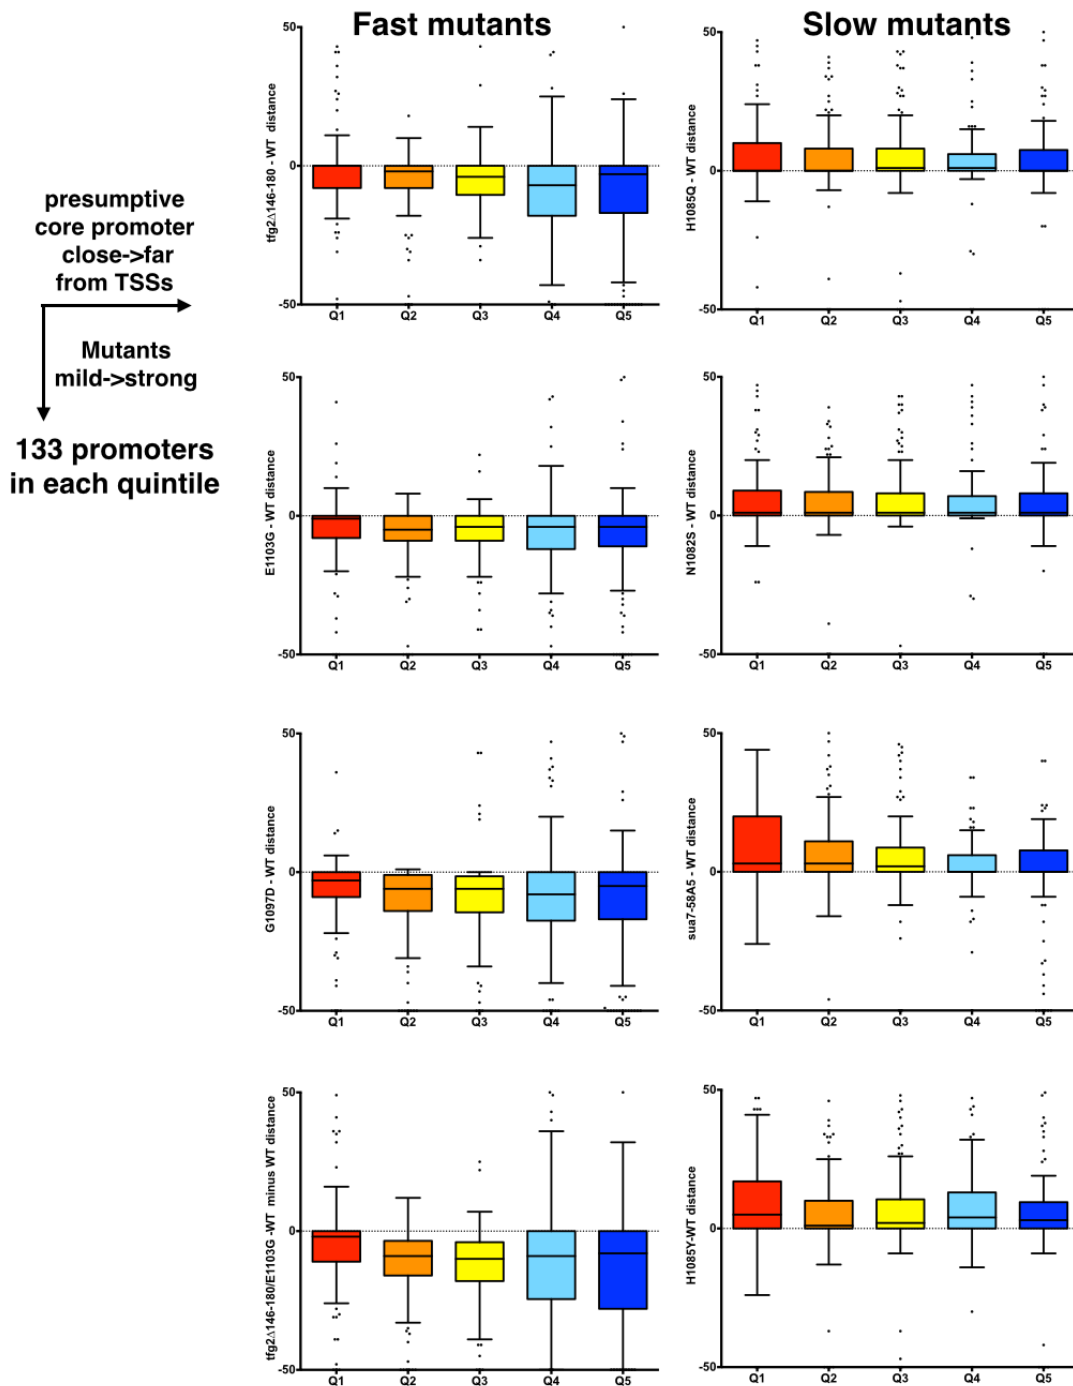 Fast mutants
Slow mutants
presumptive
core promoter
close->far
from TSSs
Mutants
mild->strong
133 promoters
in each quintile
tfg2Δ146-180 - WT distance
50
0
-50
Q1 Q2 Q3 Q4 Q5
H1085Q - WT distance
50
0
-50
Q1 Q2 Q3 Q4 Q5
E1103G - WT distance
50
0
-50
Q1 Q2 Q3 Q4 Q5
N1082S - WT distance
50
0
-50
Q1 Q2 Q3 Q4 Q5
G1097D - WT distance
50
0
-50
Q1 Q2 Q3 Q4 Q5
sua7-58A5 - WT distance
50
0
-50
Q1 Q2 Q3 Q4 Q5
tfg2Δ146-180/E1103G -WT minus WT distance
50
0
-50
Q1 Q2 Q3 Q4 Q5
H1085Y-WT distance
50
0
-50
Q1 Q2 Q3 Q4 Q5